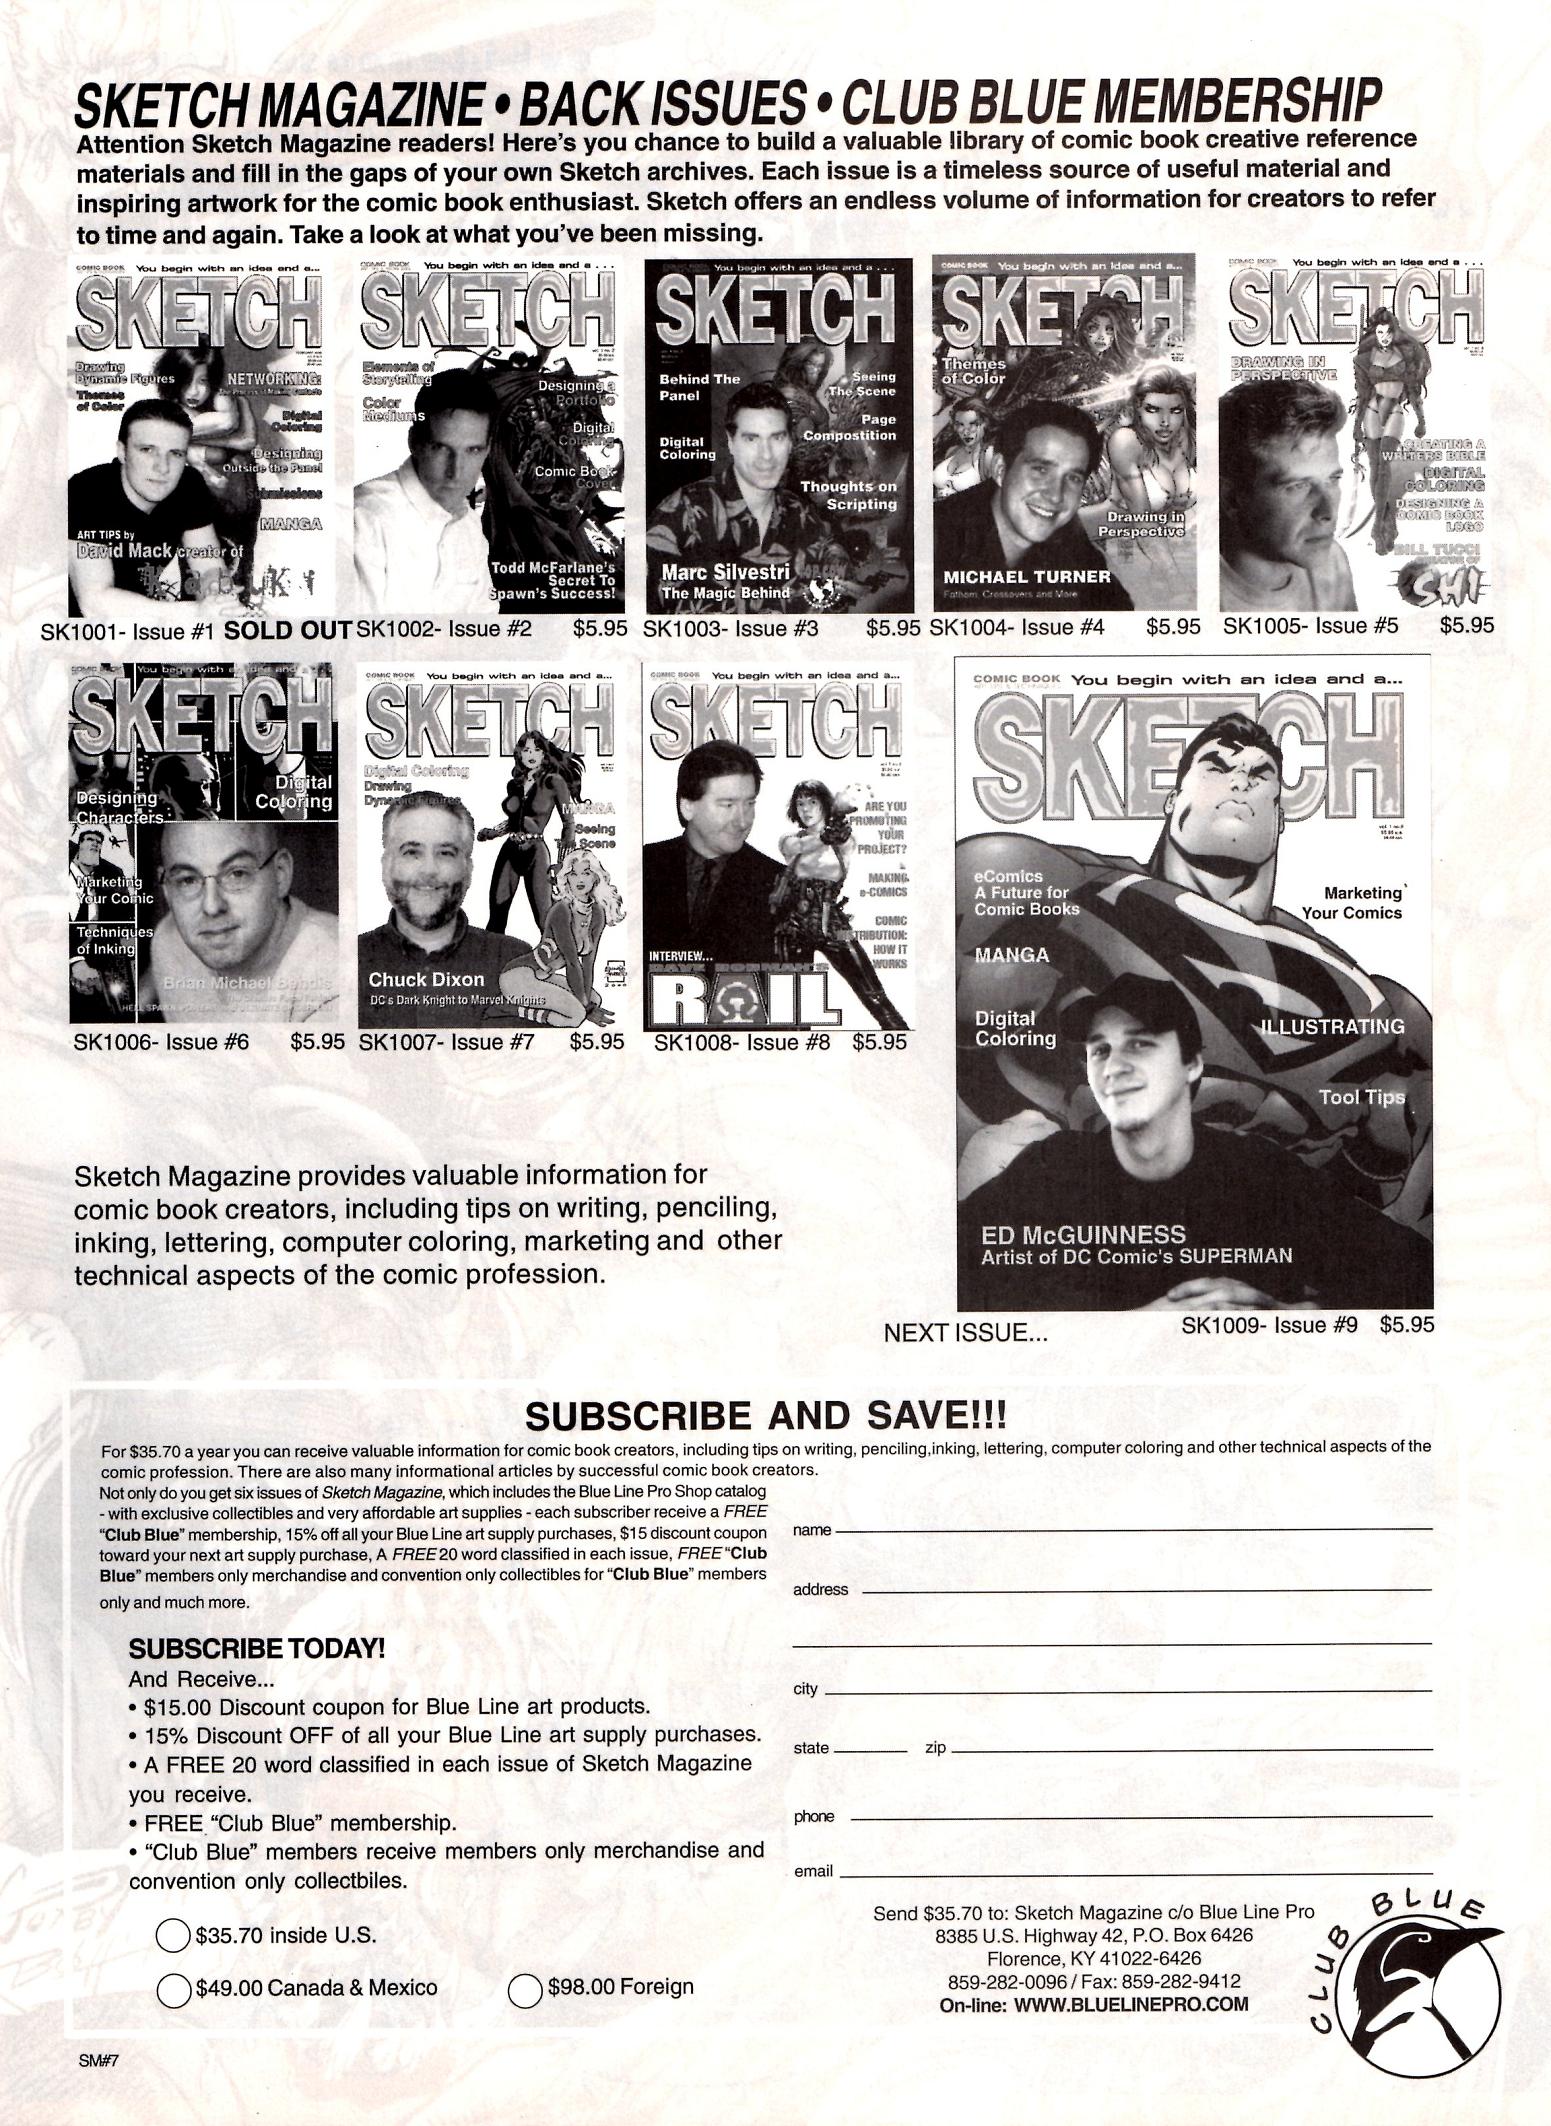 SKETCH MAGAZINE • BACK ISSUES • CLUB BLUE MEMBERSHIP
Attention Sketch Magazine readers! Here's you chance to build a valuable library of comic book creative reference
materials and fill in the gaps of your own Sketch archives. Each issue is a timeless source of useful material and
inspiring artwork for the comic book enthusiast. Sketch offers an endless volume of information for creators to refer
to time and again. Take a look at what you've been missing.
COMIC BOOK You begin with an idea and a...
SKETCH
Drawing
Dynamic Figures
Themes
of Color
NETWORKING:
Digital
Coloring
Designing
Outside the Panel
Submissions
MANGA
ART TIPS by
David Mack creator of
SK1001- Issue #1 SOLD OUT
COMIC BOOK You begin with an idea and a . . .
SKETCH
Elements of
Storytelling
Color
Mediums
Designing a
Portfolio
Digital
Coloring
Comic Book
Cover
Todd McFarlane's
Secret To
Spawn's Success!
SK1002- Issue #2 $5.95
You begin with an idea and a . . .
SKETCH
Behind The
Panel
Seeing
The Scene
Page
Compostition
Digital
Coloring
Thoughts on
Scripting
Marc Silvestri
The Magic Behind
SK1003- Issue #3 $5.95
COMIC BOOK You begin with an idea and a...
SKETCH
Themes
of Color
Drawing in
Perspective
MICHAEL TURNER
Fathom, Crossovers and More
SK1004- Issue #4 $5.95
COMIC BOOK You begin with an idea and a . . .
SKETCH
DRAWING IN
PERSPECTIVE
CREATING A
WRITERS BIBLE
DIGITAL
COLORING
DESIGNING A
COMIC BOOK
LOGO
BILL TUCCI
SHI
SK1005- Issue #5 $5.95
COMIC BOOK You begin with an idea and
SKETCH
Digital
Coloring
Designing
Characters
Marketing
Your Comic
Techniques
of Inking
Brian Michael Bendis
SK1006- Issue #6 $5.95
COMIC BOOK You begin with an idea and a...
SKETCH
Digital Coloring
Drawing
Dynamic Figures
MANGA
Seeing
The Scene
Chuck Dixon
DC's Dark Knight to Marvel Knights
SK1007- Issue #7 $5.95
COMIC BOOK You begin with an idea and a...
SKETCH
ARE YOU
PROMOTING
YOUR
PROJECT?
MAKING
e-COMICS
COMIC
DISTRIBUTION:
HOW IT
WORKS
INTERVIEW...
RAIL
SK1008- Issue #8 $5.95
COMIC BOOK You begin with an idea and a...
SKETCH
eComics
A Future for
Comic Books
Marketing
Your Comics
MANGA
Digital
Coloring
ILLUSTRATING
Tool Tips
ED McGUINNESS
Artist of DC Comic's SUPERMAN
NEXT ISSUE... SK1009- Issue #9 $5.95
Sketch Magazine provides valuable information for
comic book creators, including tips on writing, penciling,
inking, lettering, computer coloring, marketing and other
technical aspects of the comic profession.
SUBSCRIBE AND SAVE!!!
For $35.70 a year you can receive valuable information for comic book creators, including tips on writing, penciling,inking, lettering, computer coloring and other technical aspects of the
comic profession. There are also many informational articles by successful comic book creators.
Not only do you get six issues of Sketch Magazine, which includes the Blue Line Pro Shop catalog
- with exclusive collectibles and very affordable art supplies - each subscriber receive a FREE
"Club Blue" membership, 15% off all your Blue Line art supply purchases, $15 discount coupon
toward your next art supply purchase, A FREE 20 word classified in each issue, FREE "Club
Blue" members only merchandise and convention only collectibles for "Club Blue" members
only and much more.
SUBSCRIBE TODAY!
And Receive...
• $15.00 Discount coupon for Blue Line art products.
• 15% Discount OFF of all your Blue Line art supply purchases.
• A FREE 20 word classified in each issue of Sketch Magazine
you receive.
• FREE "Club Blue" membership.
• "Club Blue" members receive members only merchandise and
convention only collectbiles.
$35.70 inside U.S.
$49.00 Canada & Mexico $98.00 Foreign
name
address
city
state zip
phone
email
Send $35.70 to: Sketch Magazine c/o Blue Line Pro
8385 U.S. Highway 42, P.O. Box 6426
Florence, KY 41022-6426
859-282-0096 / Fax: 859-282-9412
On-line: WWW.BLUELINEPRO.COM
CLUB BLUE
SM#7